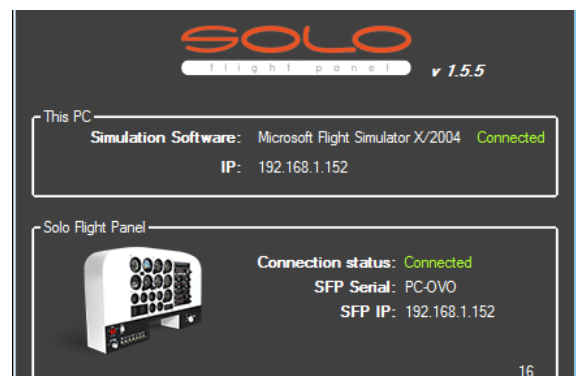 SOLO
flight panel
v 1.5.5
This PC
Simulation Software: Microsoft Flight Simulator X/2004 Connected
IP: 192.168.1.152
Solo Flight Panel
Connection status: Connected
SFP Serial: PC-OVO
SFP IP: 192.168.1.152
16